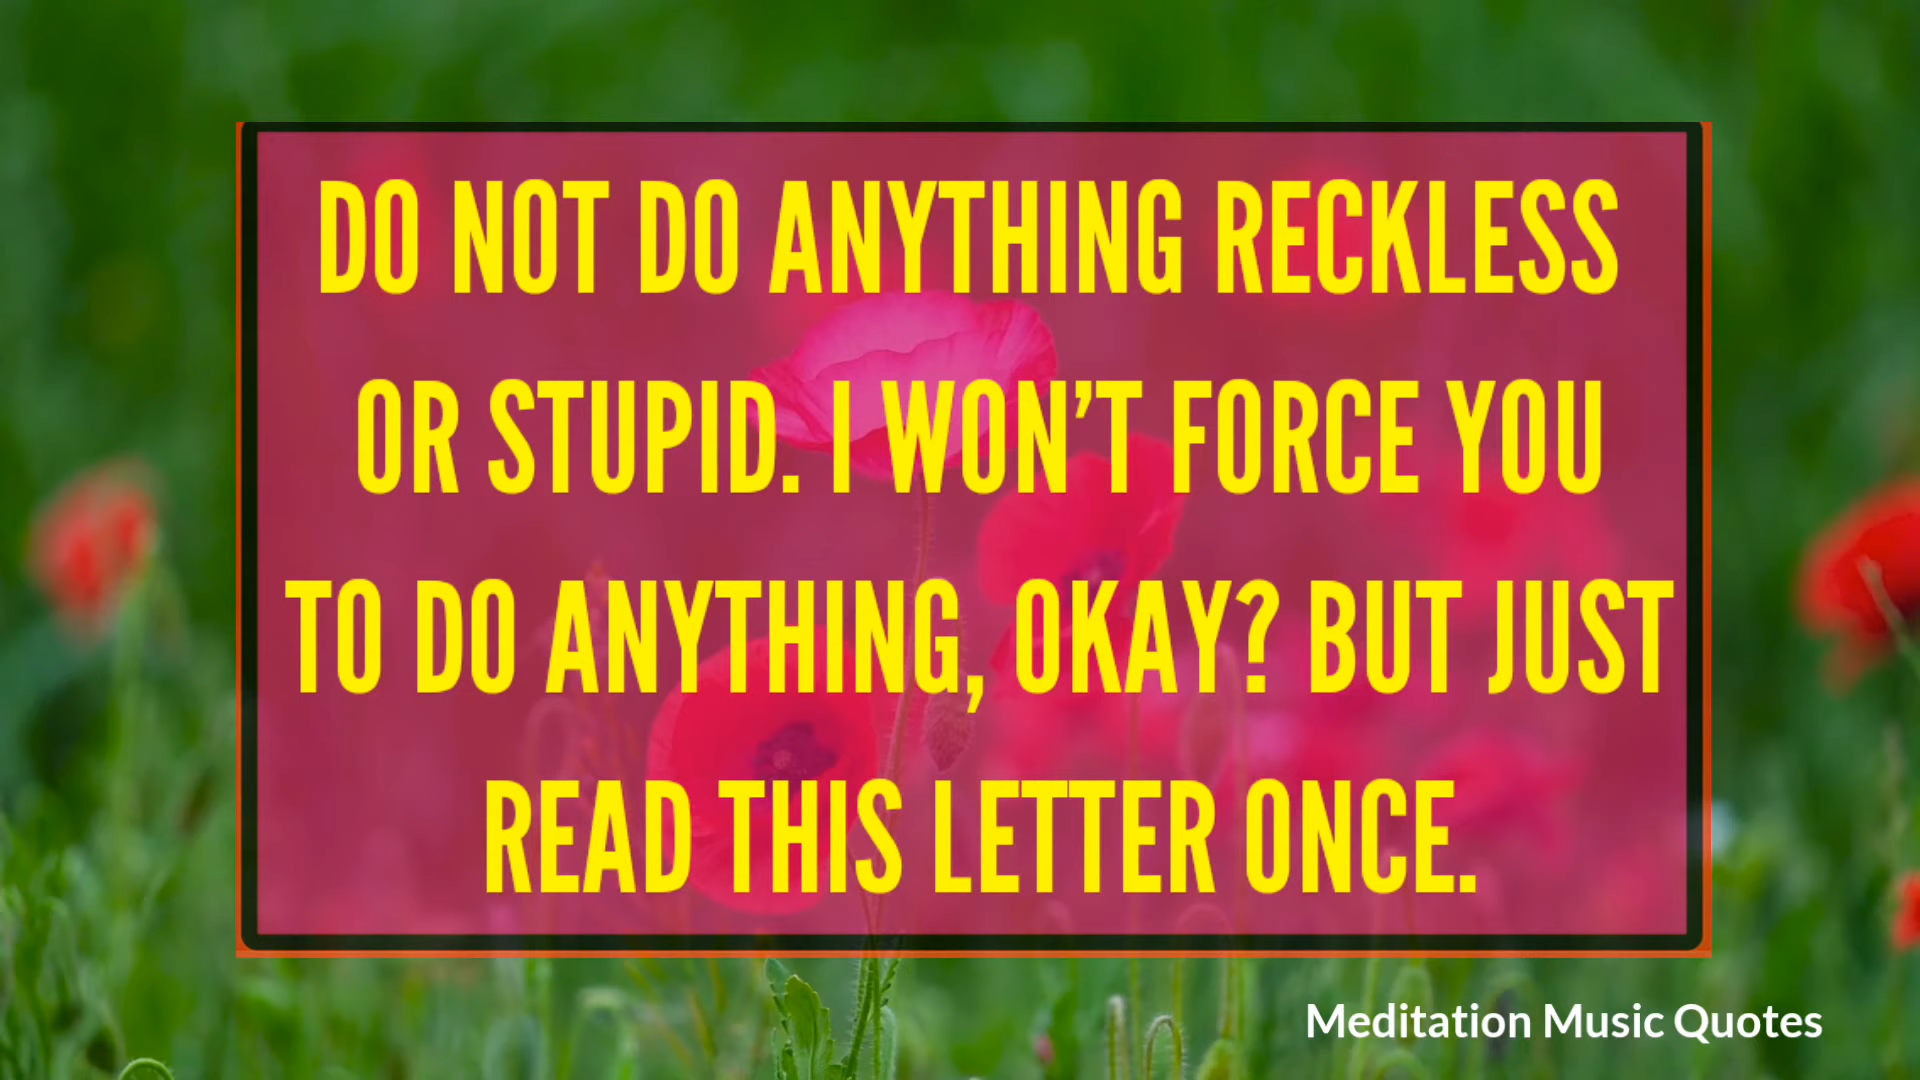 DO NOT DO ANYTHING RECKLESS
OR STUPID. I WON’T FORCE YOU
TO DO ANYTHING, OKAY? BUT JUST
READ THIS LETTER ONCE.
Meditation Music Quotes